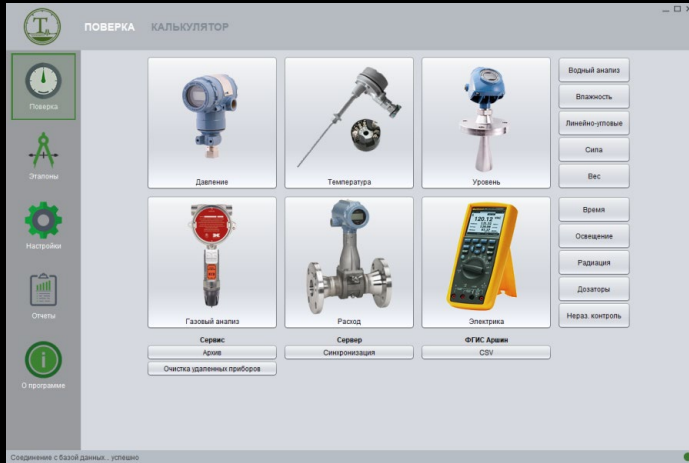 ПОВЕРКА КАЛЬКУЛЯТОР
Поверка
Эталоны
Настройки
Отчеты
О программе
Давление
Температура
Уровень
Водный анализ
Влажность
Линейно-угловые
Сила
Вес
Газовый анализ
Расход
Электрика
Время
Освещение
Радиация
Дозаторы
Нераз. контроль
Сервис
Сервер
ФГИС Аршин
Архив
Синхронизация
CSV
Очистка удаленных приборов
Соединение с базой данных... успешно